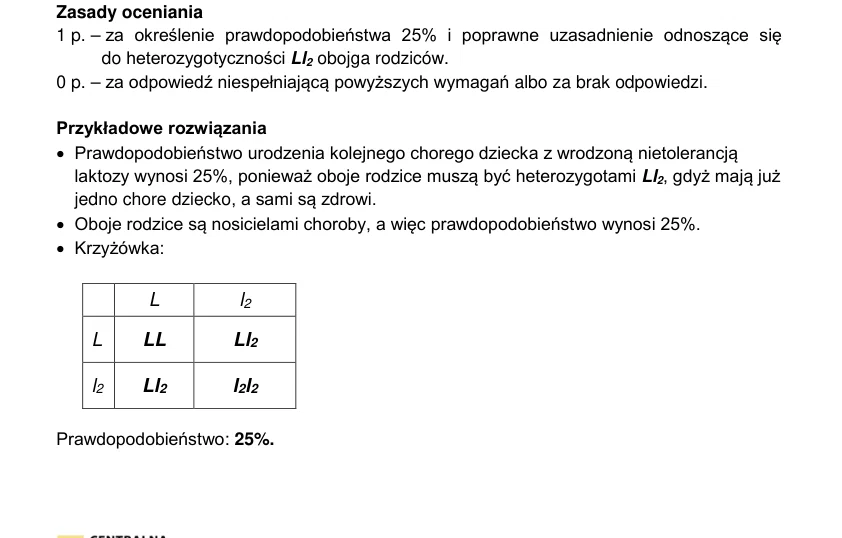 Zasady oceniania
1 p. – za określenie prawdopodobieństwa 25% i poprawne uzasadnienie odnoszące się
do heterozygotyczności Ll₂ obojga rodziców.
0 p. – za odpowiedź niespełniającą powyższych wymagań albo za brak odpowiedzi.
Przykładowe rozwiązania
• Prawdopodobieństwo urodzenia kolejnego chorego dziecka z wrodzoną nietolerancją
laktozy wynosi 25%, ponieważ oboje rodzice muszą być heterozygotami Ll₂, gdyż mają już
jedno chore dziecko, a sami są zdrowi.
• Oboje rodzice są nosicielami choroby, a więc prawdopodobieństwo wynosi 25%.
• Krzyżówka:
L l₂
L LL Ll₂
l₂ Ll₂ l₂l₂
Prawdopodobieństwo: 25%.